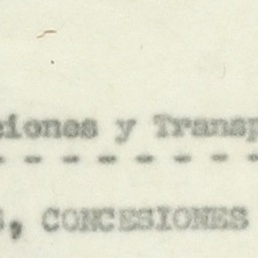 ciones y Transp
- - - - - - - -
s, CONCESIONES